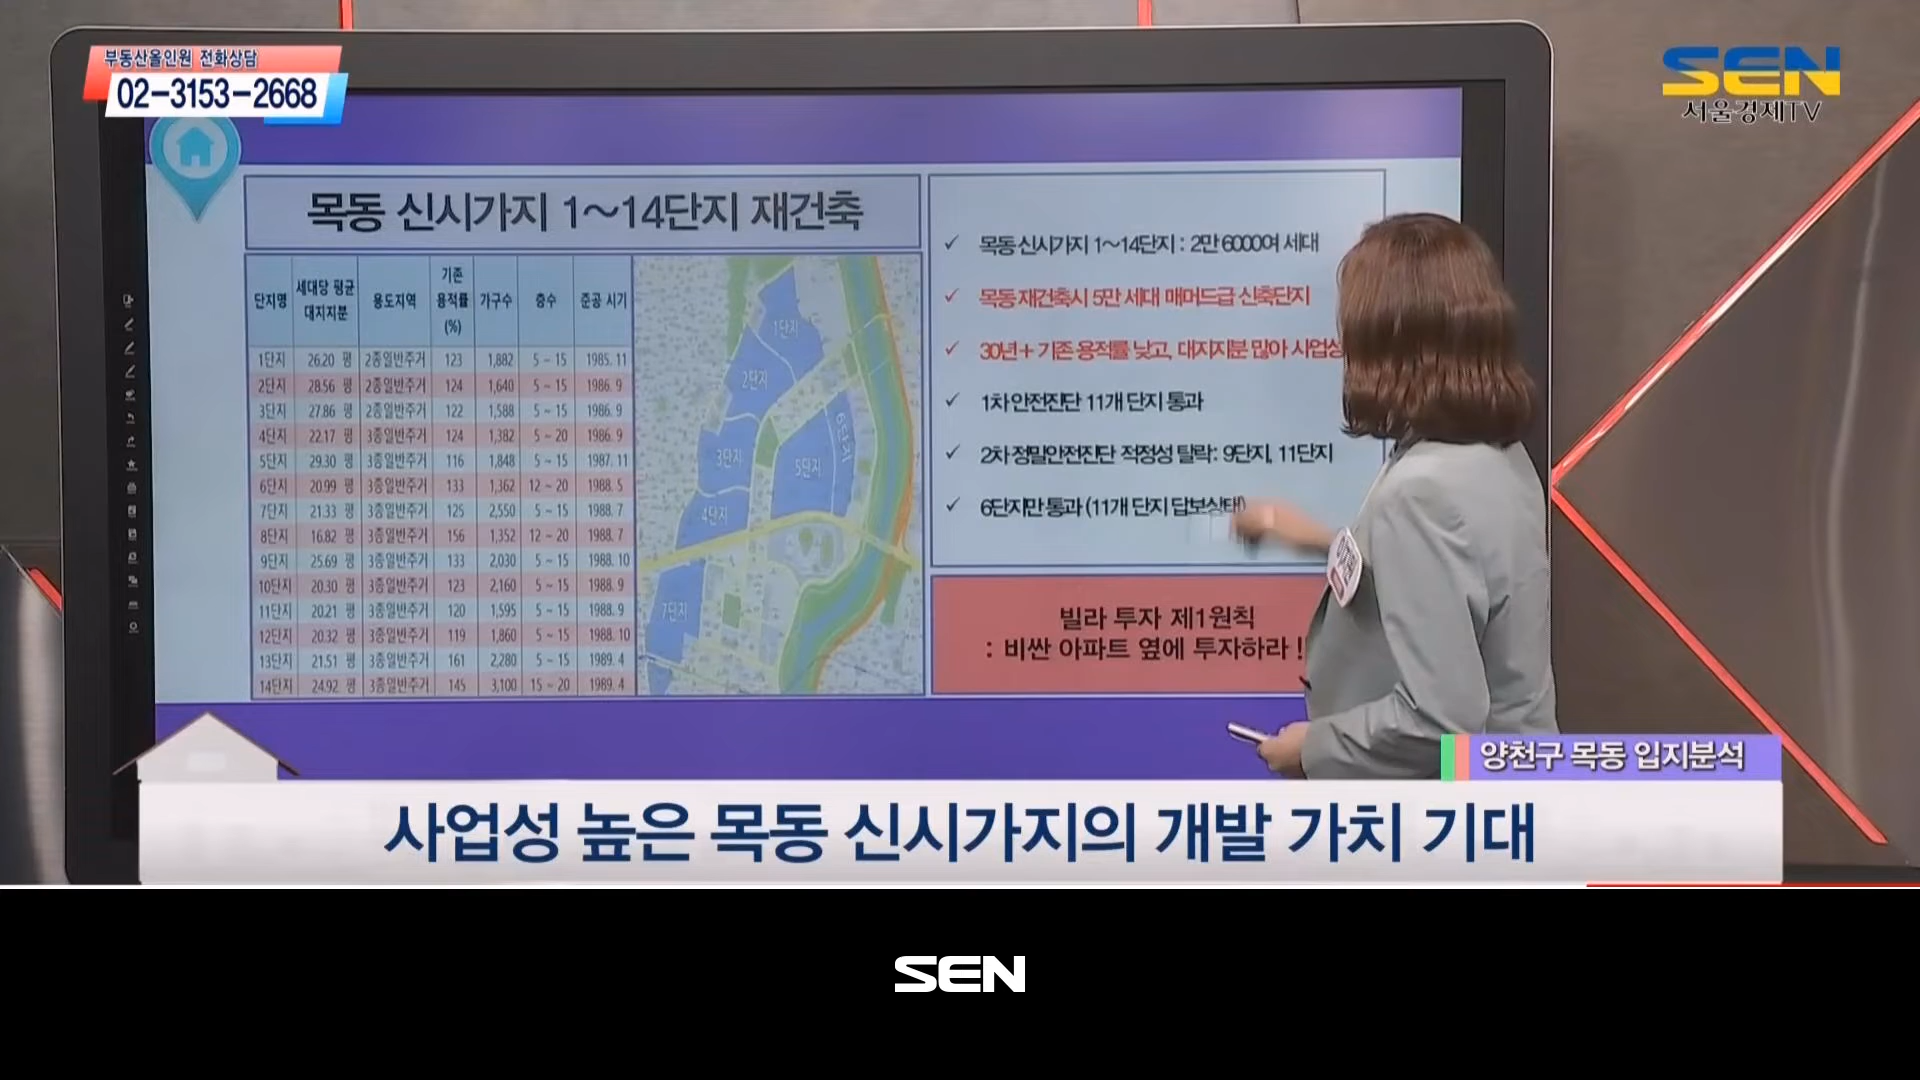 부동산올인원 전화상담
02-3153-2668
SEN
서울경제TV
목동 신시가지 1~14단지 재건축
단지명 세대당 평균 대지지분 용도지역 기존 용적률 (%) 가구수 층수 준공 시기
1단지 26.20 평 2종일반주거 123 1,882 5 ~ 15 1985. 11
2단지 28.56 평 2종일반주거 124 1,640 5 ~ 15 1986. 9
3단지 27.86 평 2종일반주거 122 1,588 5 ~ 15 1986. 9
4단지 22.17 평 3종일반주거 124 1,382 5 ~ 20 1986. 9
5단지 29.30 평 3종일반주거 116 1,848 5 ~ 15 1987. 11
6단지 20.99 평 3종일반주거 133 1,362 12 ~ 20 1988. 5
7단지 21.33 평 3종일반주거 125 2,550 5 ~ 15 1988. 7
8단지 16.82 평 3종일반주거 156 1,352 12 ~ 20 1988. 7
9단지 25.69 평 3종일반주거 133 2,030 5 ~ 15 1988. 10
10단지 20.30 평 3종일반주거 123 2,160 5 ~ 15 1988. 9
11단지 20.21 평 3종일반주거 120 1,595 5 ~ 15 1988. 9
12단지 20.32 평 3종일반주거 119 1,860 5 ~ 15 1988. 10
13단지 21.51 평 3종일반주거 161 2,280 5 ~ 15 1989. 4
14단지 24.92 평 3종일반주거 145 3,100 15 ~ 20 1989. 4
1단지
2단지
6단지
3단지
5단지
4단지
7단지
✓ 목동 신시가지 1~14단지 : 2만 6000여 세대
✓ 목동 재건축시 5만 세대 매머드급 신축단지
✓ 30년+ 기존 용적률 낮고, 대지지분 많아 사업성
✓ 1차 안전진단 11개 단지 통과
✓ 2차 정밀안전진단 적정성 탈락: 9단지, 11단지
✓ 6단지만 통과 (11개 단지 답보상태)
빌라 투자 제1원칙
: 비싼 아파트 옆에 투자하라 !
양천구 목동 입지분석
사업성 높은 목동 신시가지의 개발 가치 기대
SEN